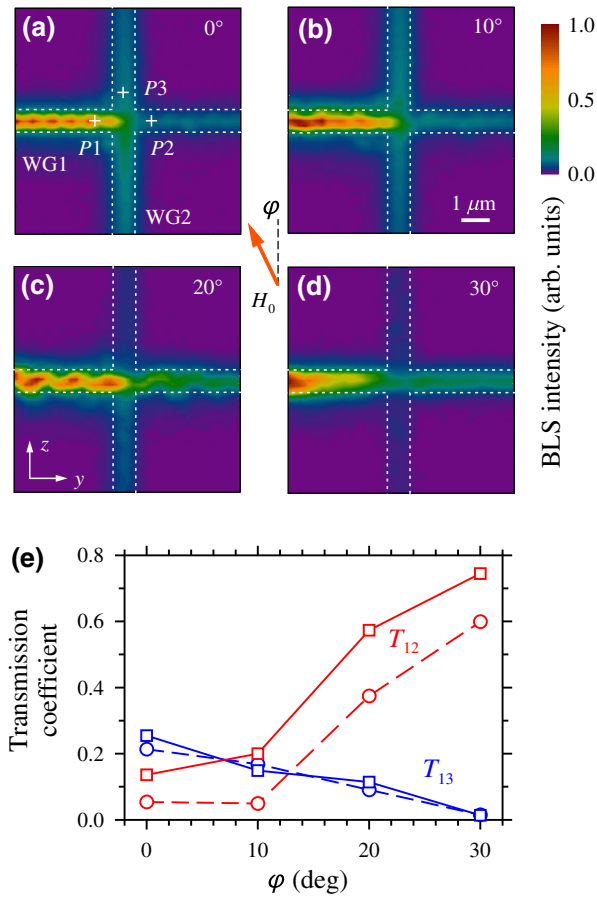 (a) 0°
P3
P1 P2
WG1
WG2
(b) 10°
1 μm
1.0
0.5
0.0
BLS intensity (arb. units)
φ
H0
(c) 20°
z
y
(d) 30°
(e)
0.8
0.6
0.4
0.2
0.0
Transmission
coefficient
T12
T13
0 10 20 30
φ (deg)